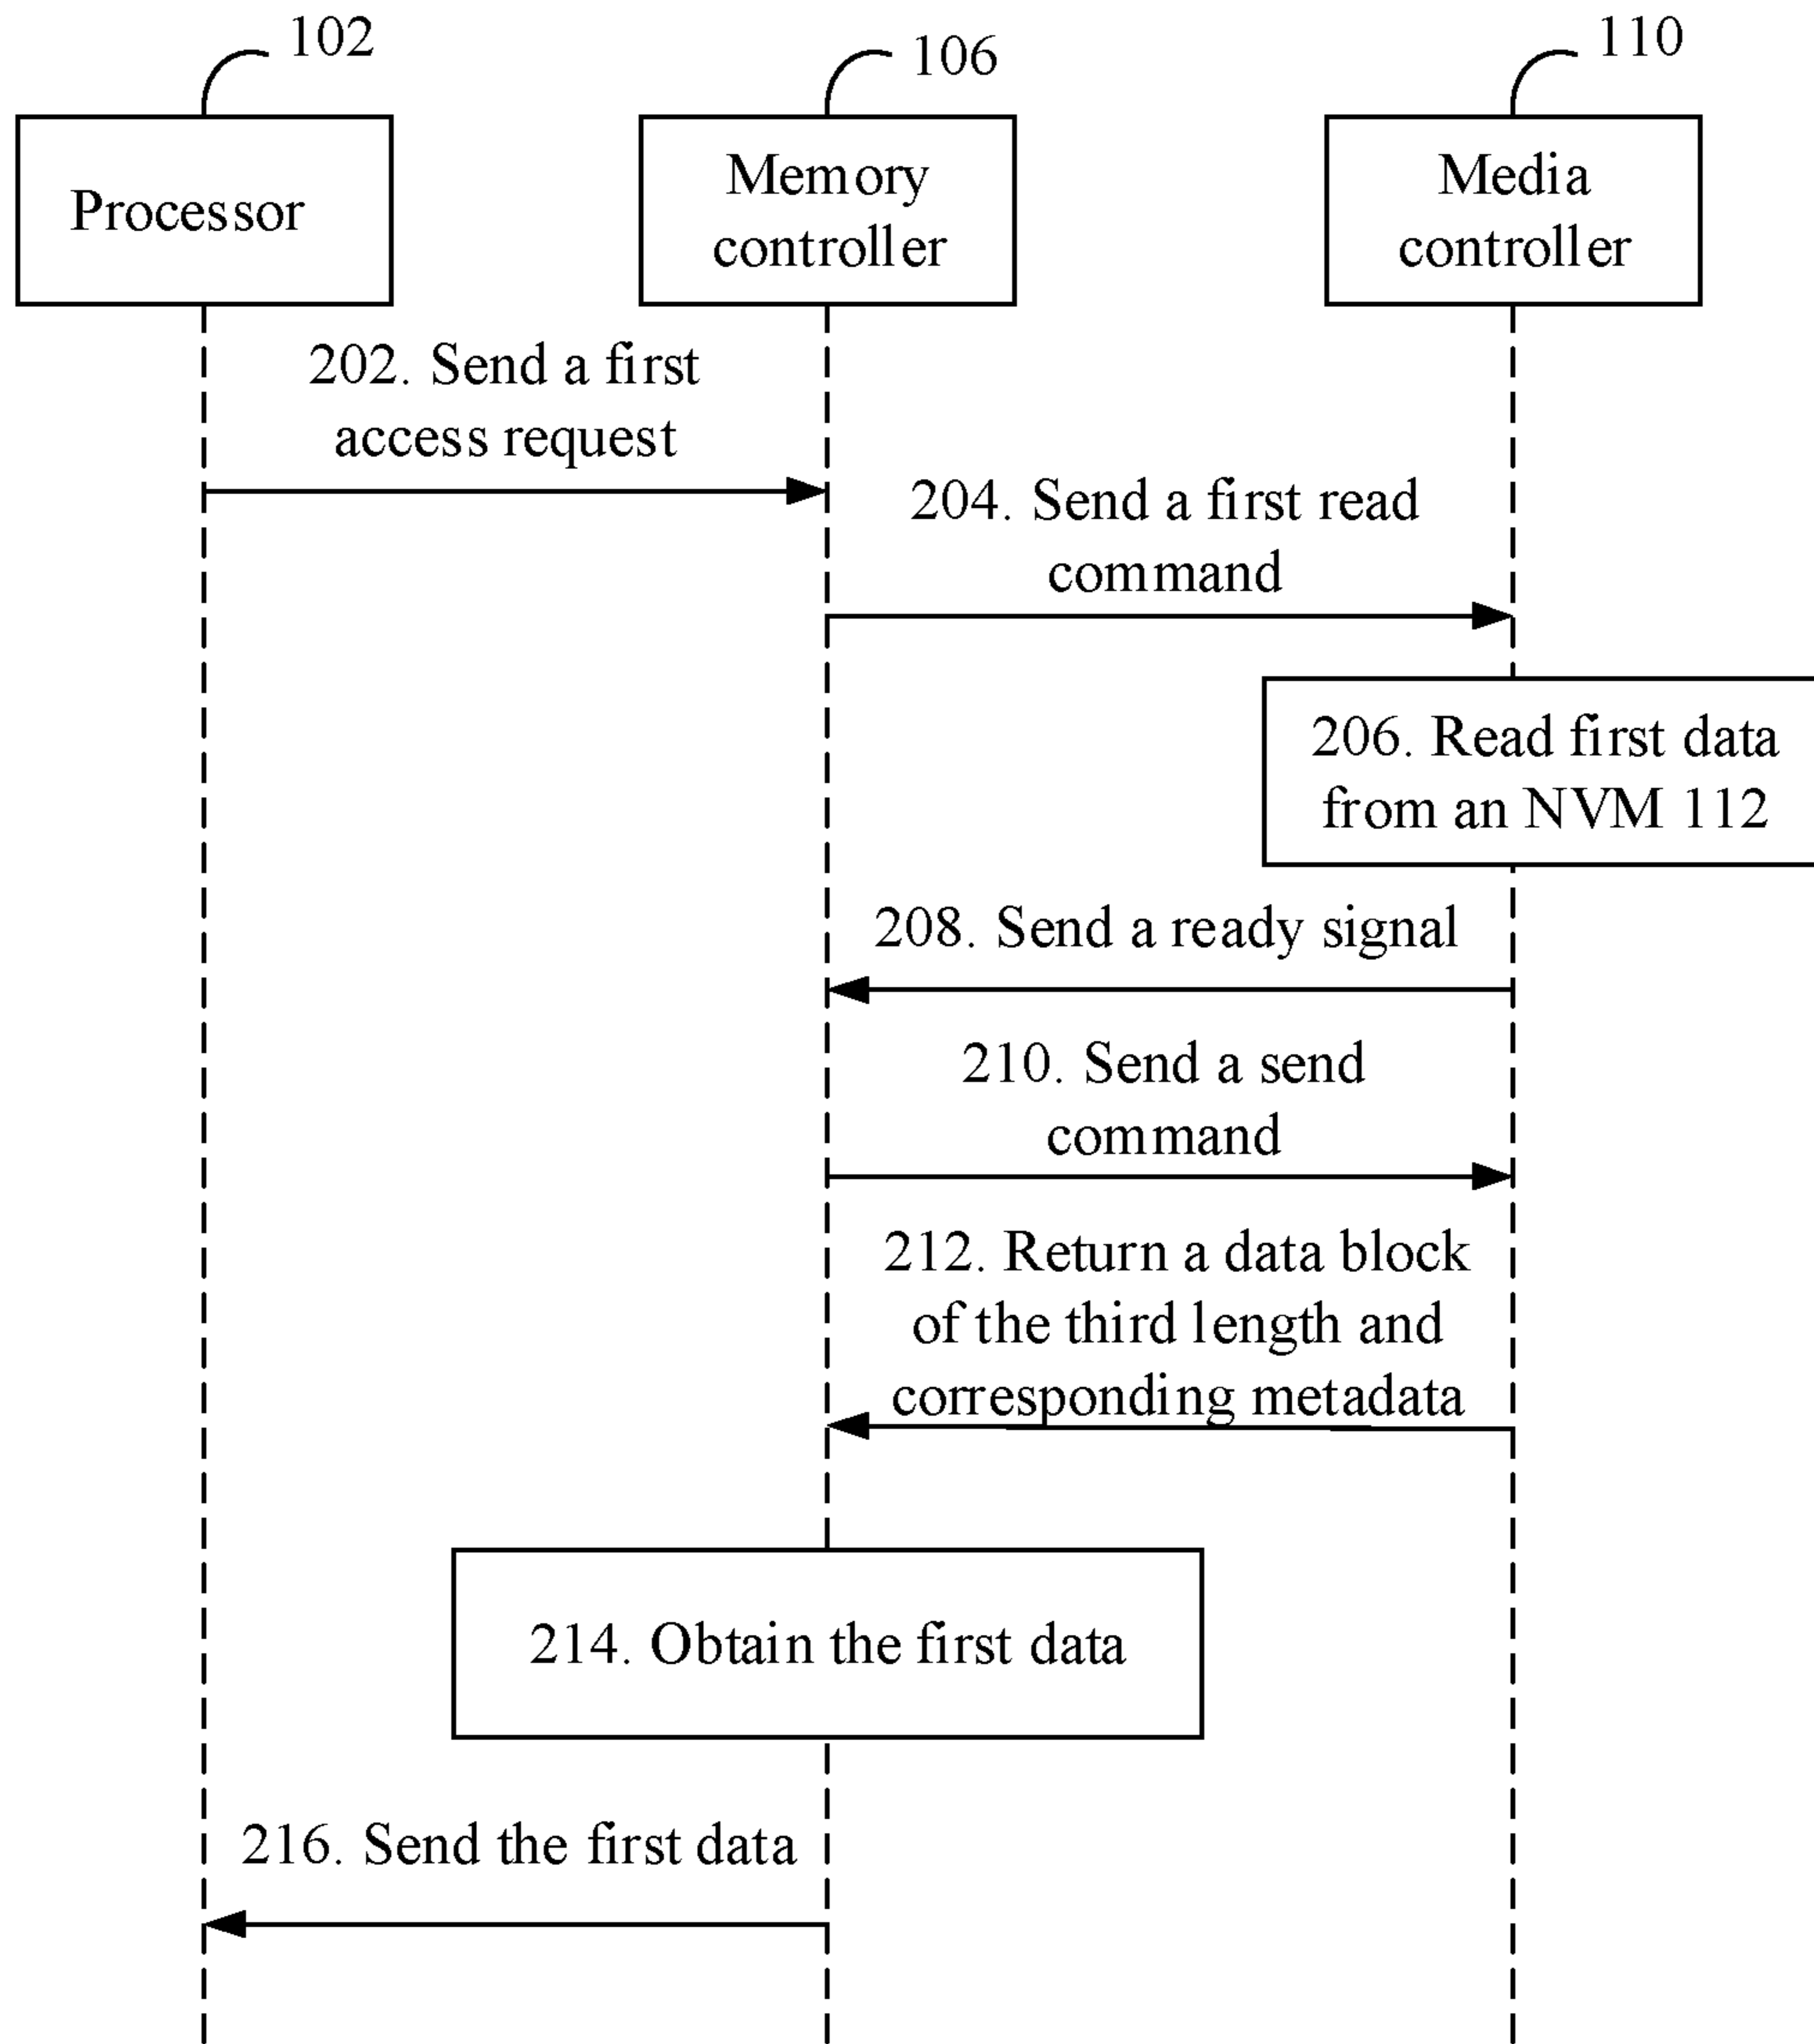 102
106
110
Processor
Memory
controller
Media
controller
202. Send a first
access request
204. Send a first read
command
206. Read first data
from an NVM 112
208. Send a ready signal
210. Send a send
command
212. Return a data block
of the third length and
corresponding metadata
214. Obtain the first data
216. Send the first data